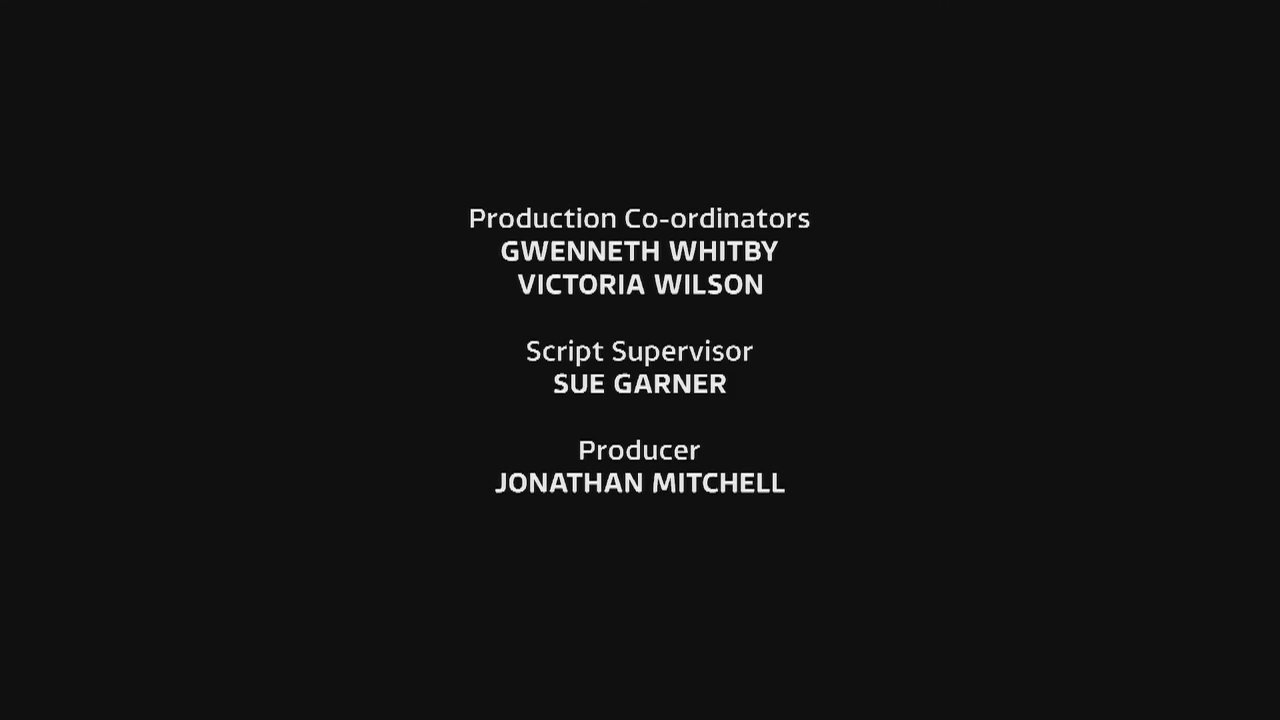 Production Co-ordinators
GWENNETH WHITBY
VICTORIA WILSON
Script Supervisor
SUE GARNER
Producer
JONATHAN MITCHELL